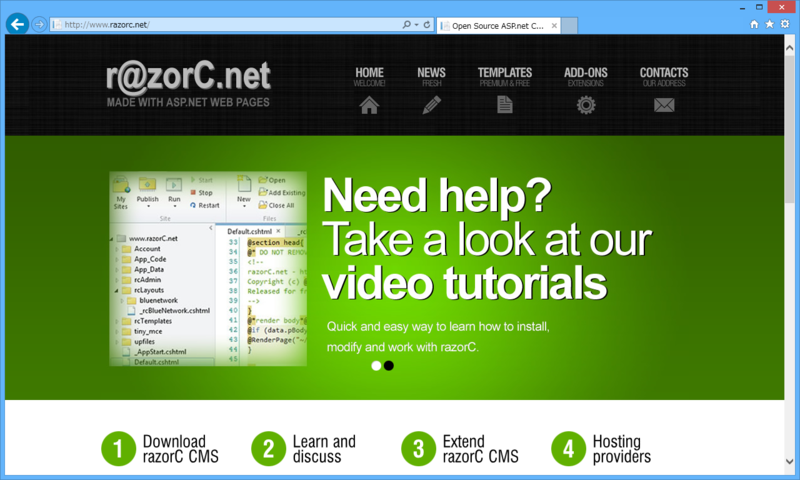 http://www.razorc.net/
Open Source ASP.net C...
r@zorC.net
MADE WITH ASP.NET WEB PAGES
HOME
WELCOME!
NEWS
FRESH
TEMPLATES
PREMIUM & FREE
ADD-ONS
EXTENSIONS
CONTACTS
OUR ADDRESS
My Sites
Publish
Run
Start
Stop
Restart
New
Open
Add Existing
Close All
Site
Files
www.razorC.net
Account
App_Code
App_Data
rcAdmin
rcLayouts
bluenetwork
_rcBlueNetwork.cshtml
rcTemplates
tiny_mce
upfiles
_AppStart.cshtml
Default.cshtml
Default.cshtml
33 @section head{
34 @* DO NOT REMOV
35 <!--
36 razorC.net - ht
37 Copyright (c) @
38 Released for fr
39 -->
40 }
41 @*render body*@
42 @if (data.pBody
43 @RenderPage("~/
44 }
45
Need help?
Take a look at our
video tutorials
Quick and easy way to learn how to install,
modify and work with razorC.
1 Download
razorC CMS
2 Learn and
discuss
3 Extend
razorC CMS
4 Hosting
providers